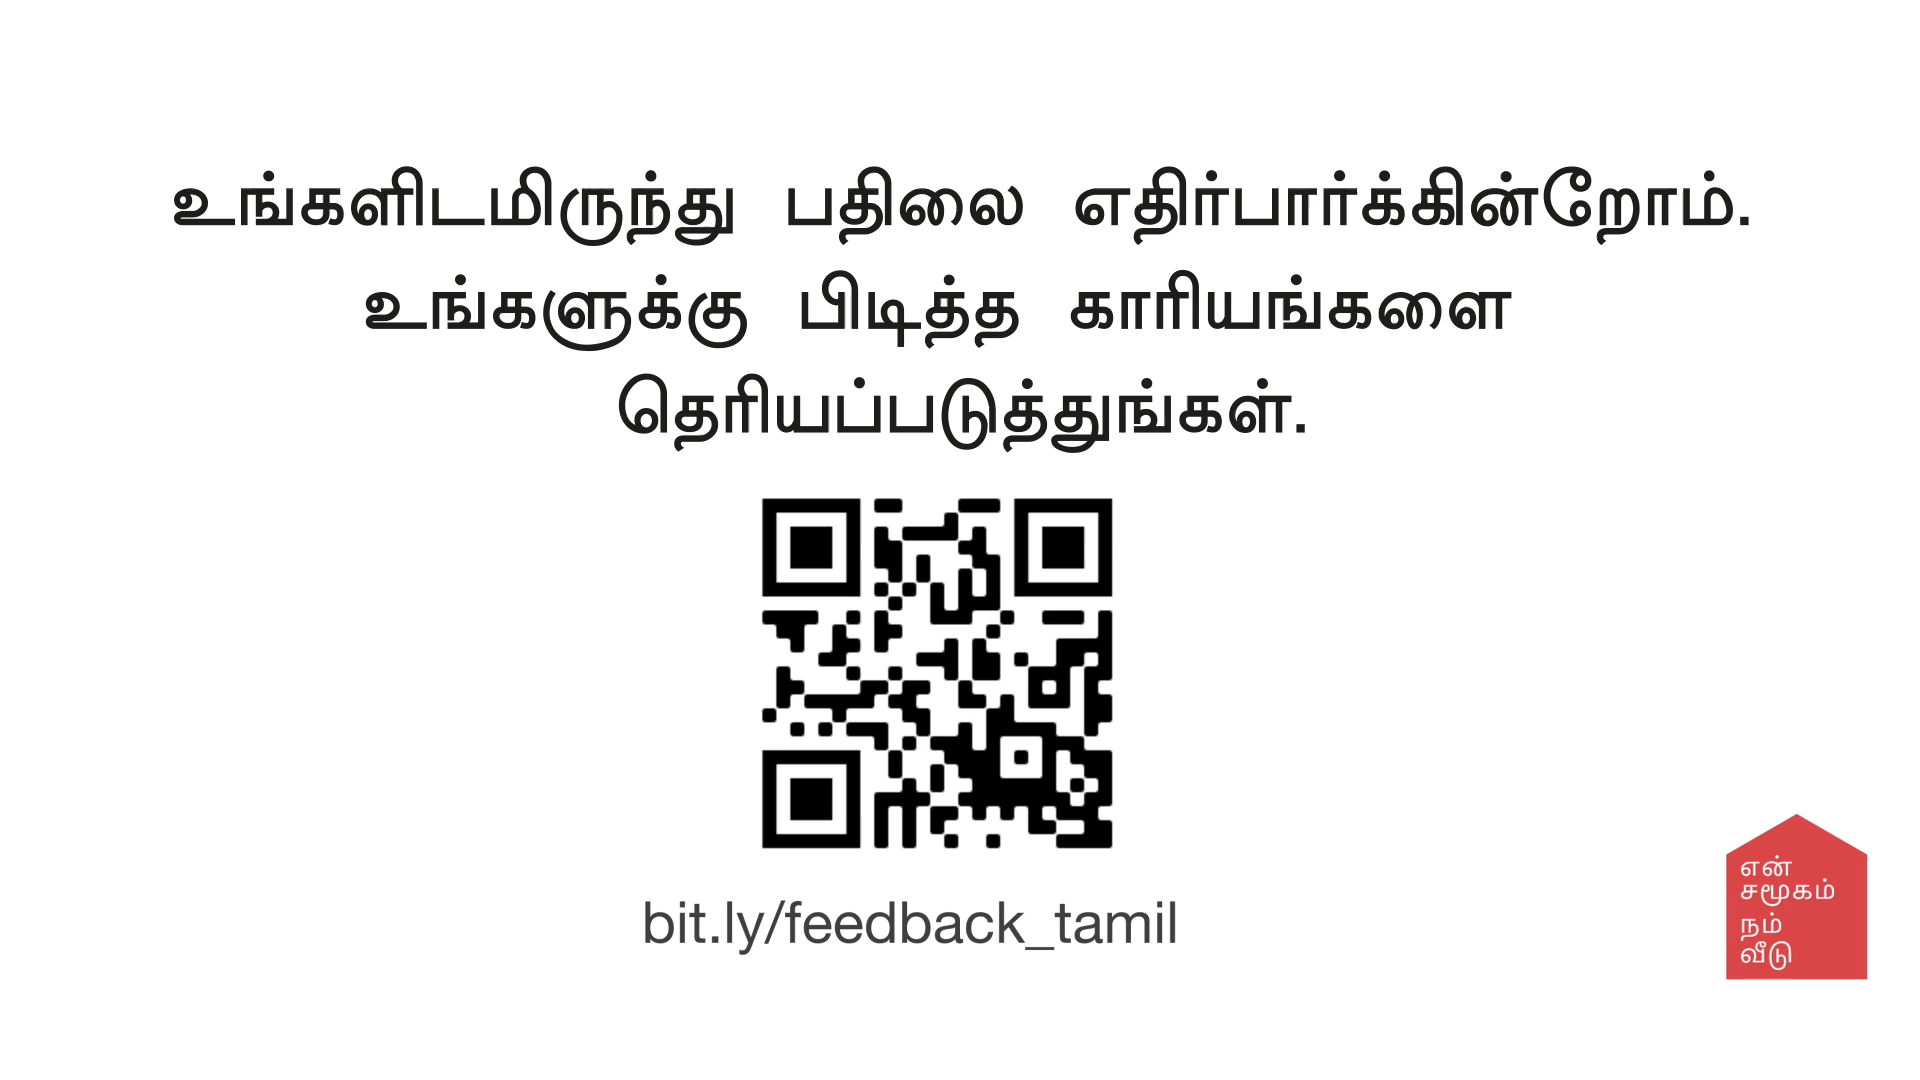 உங்களிடமிருந்து பதிலை எதிர்பார்க்கின்றோம்.
உங்களுக்கு பிடித்த காரியங்களை
தெரியப்படுத்துங்கள்.
bit.ly/feedback_tamil
என்
சமூகம்
நம்
வீடு